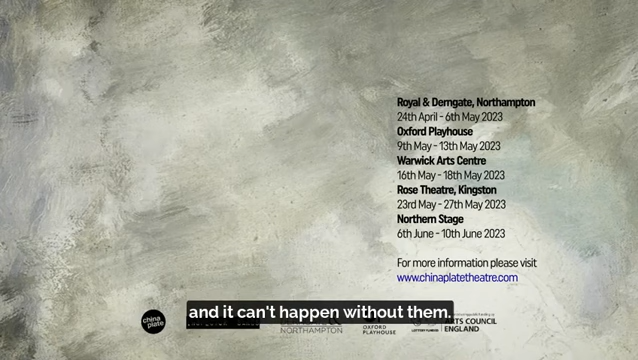 Royal & Derngate, Northampton
24th April - 6th May 2023
Oxford Playhouse
9th May - 13th May 2023
Warwick Arts Centre
16th May - 18th May 2023
Rose Theatre, Kingston
23rd May - 27th May 2023
Northern Stage
6th June - 10th June 2023
For more information please visit
www.chinaplatetheatre.com
and it can't happen without them.
china
plate
NORTHAMPTON
OXFORD
PLAYHOUSE
LOTTERY FUNDED
ARTS COUNCIL
ENGLAND